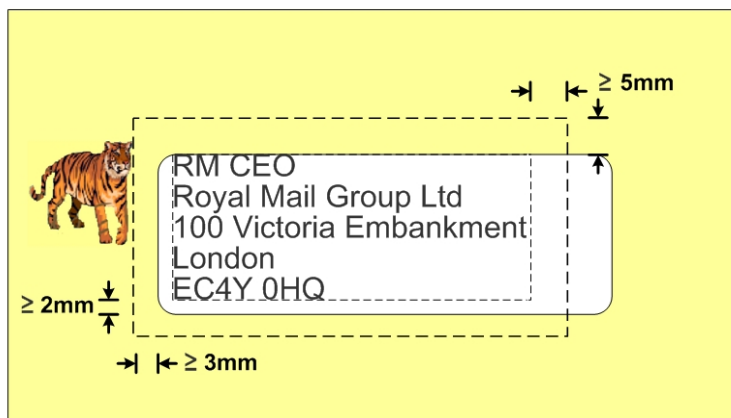 ≥ 5mm
RM CEO
Royal Mail Group Ltd
100 Victoria Embankment
London
EC4Y 0HQ
≥ 2mm
≥ 3mm